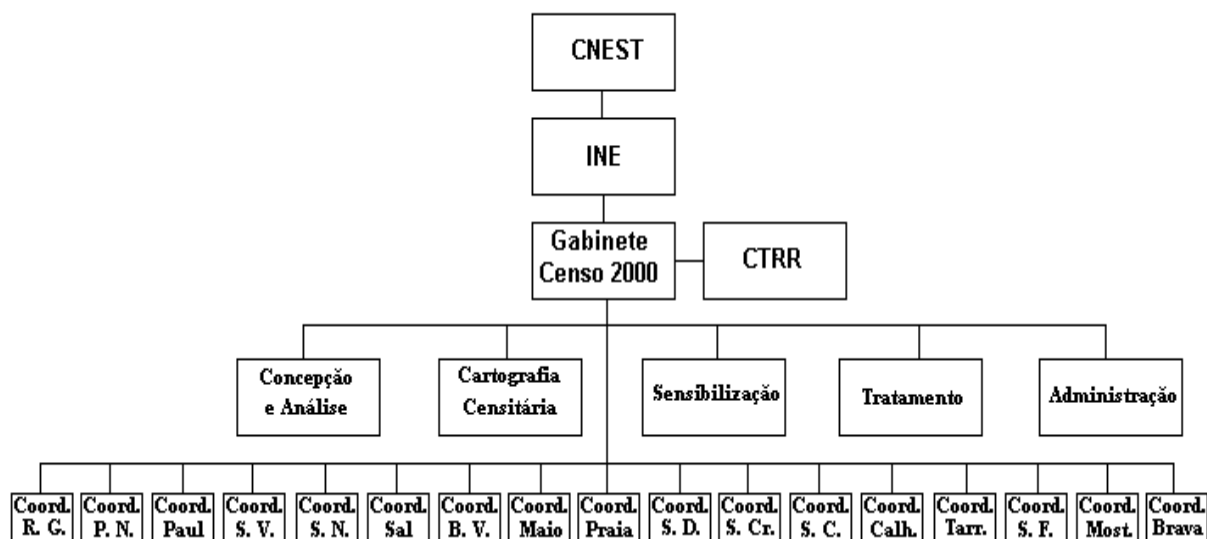 CNEST
INE
Gabinete
Censo 2000
CTRR
Concepção
e Análise
Cartografia
Censitária
Sensibilização
Tratamento
Administração
Coord.
R. G.
Coord.
P. N.
Coord.
Paul
Coord.
S. V.
Coord.
S. N.
Coord.
Sal
Coord.
B. V.
Coord.
Maio
Coord.
Praia
Coord.
S. D.
Coord.
S. Cr.
Coord.
S. C.
Coord.
Calh.
Coord.
Tarr.
Coord.
S. F.
Coord.
Most.
Coord.
Brava